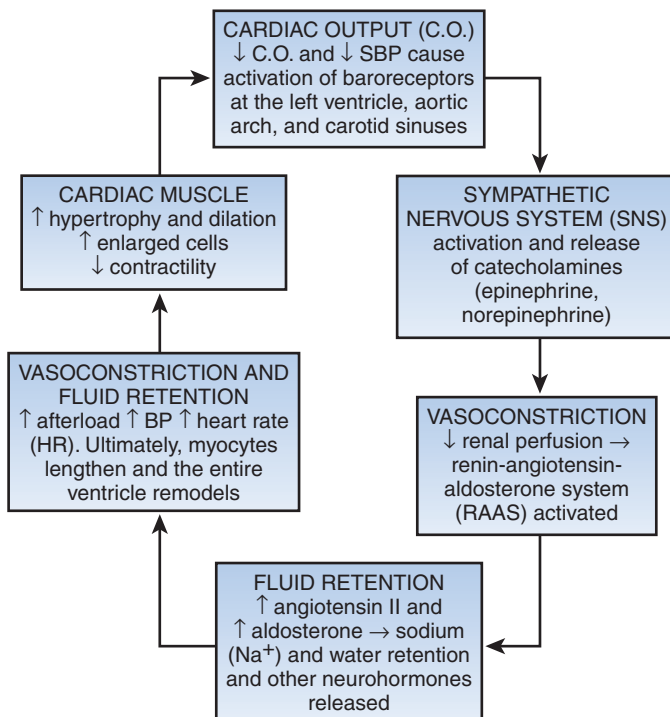 CARDIAC OUTPUT (C.O.)
↓ C.O. and ↓ SBP cause
activation of baroreceptors
at the left ventricle, aortic
arch, and carotid sinuses
SYMPATHETIC
NERVOUS SYSTEM (SNS)
activation and release
of catecholamines
(epinephrine,
norepinephrine)
VASOCONSTRICTION
↓ renal perfusion →
renin-angiotensin-
aldosterone system
(RAAS) activated
FLUID RETENTION
↑ angiotensin II and
↑ aldosterone → sodium
(Na⁺) and water retention
and other neurohormones
released
VASOCONSTRICTION AND
FLUID RETENTION
↑ afterload ↑ BP ↑ heart rate
(HR). Ultimately, myocytes
lengthen and the entire
ventricle remodels
CARDIAC MUSCLE
↑ hypertrophy and dilation
↑ enlarged cells
↓ contractility